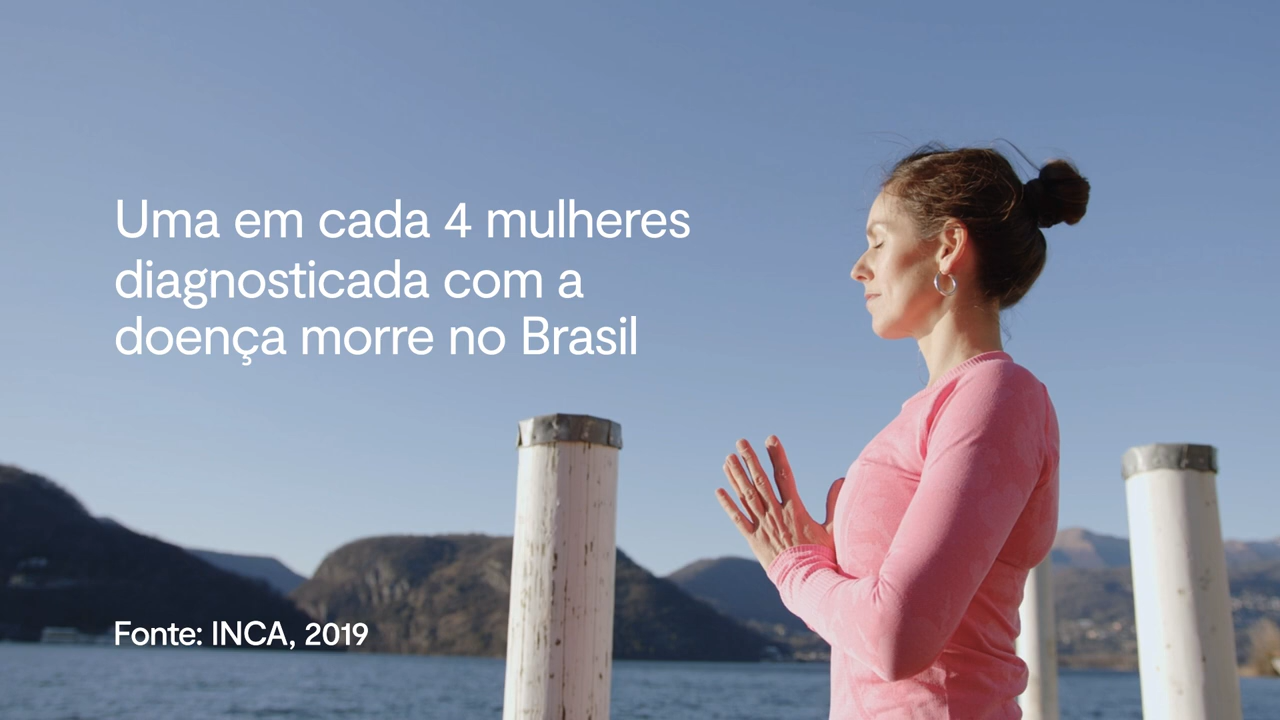 Uma em cada 4 mulheres
diagnosticada com a
doença morre no Brasil
Fonte: INCA, 2019